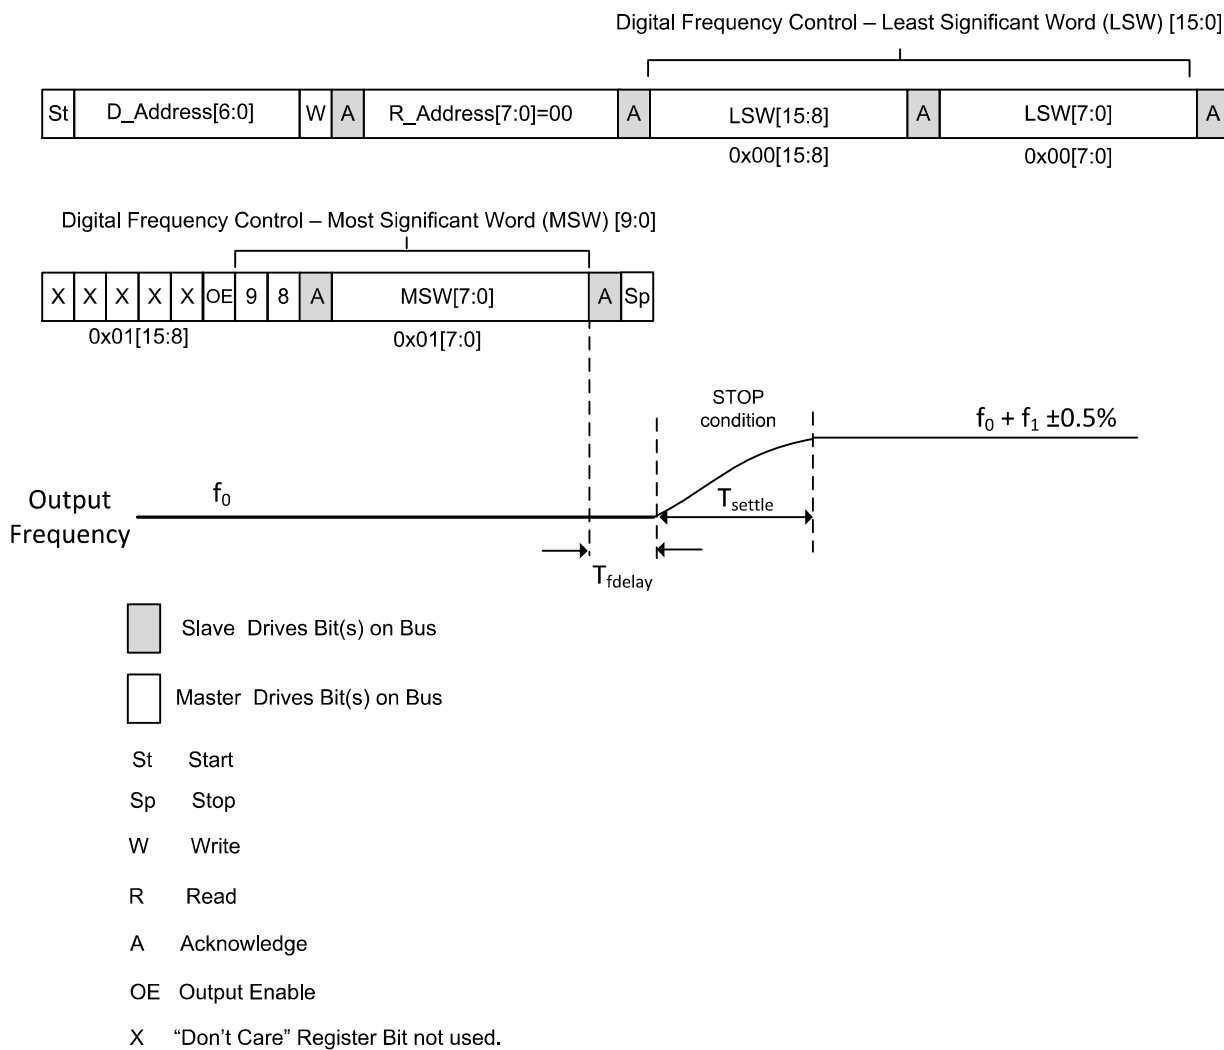 Digital Frequency Control – Least Significant Word (LSW) [15:0]
St D_Address[6:0] W A R_Address[7:0]=00 A LSW[15:8] A LSW[7:0] A
0x00[15:8] 0x00[7:0]
Digital Frequency Control – Most Significant Word (MSW) [9:0]
X X X X X OE 9 8 A MSW[7:0] A Sp
0x01[15:8] 0x01[7:0]
STOP
condition
f0 + f1 ±0.5%
f0
Output
Frequency
Tsettle
Tfdelay
Slave Drives Bit(s) on Bus
Master Drives Bit(s) on Bus
St Start
Sp Stop
W Write
R Read
A Acknowledge
OE Output Enable
X “Don’t Care” Register Bit not used.